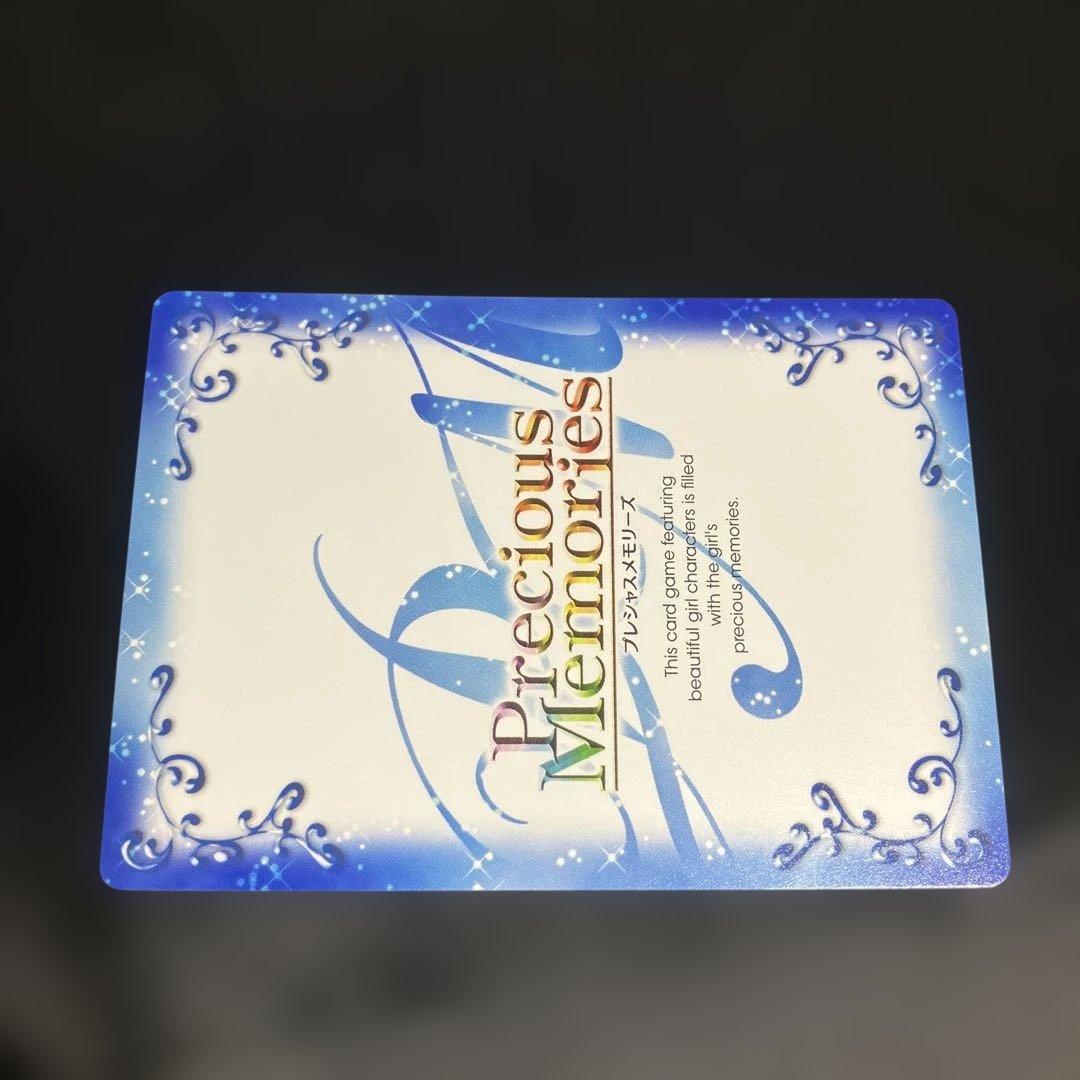 Precious
Memories
プレシャスメモリーズ
This card game featuring
beautiful girl characters is filled
with the girl's
precious memories.